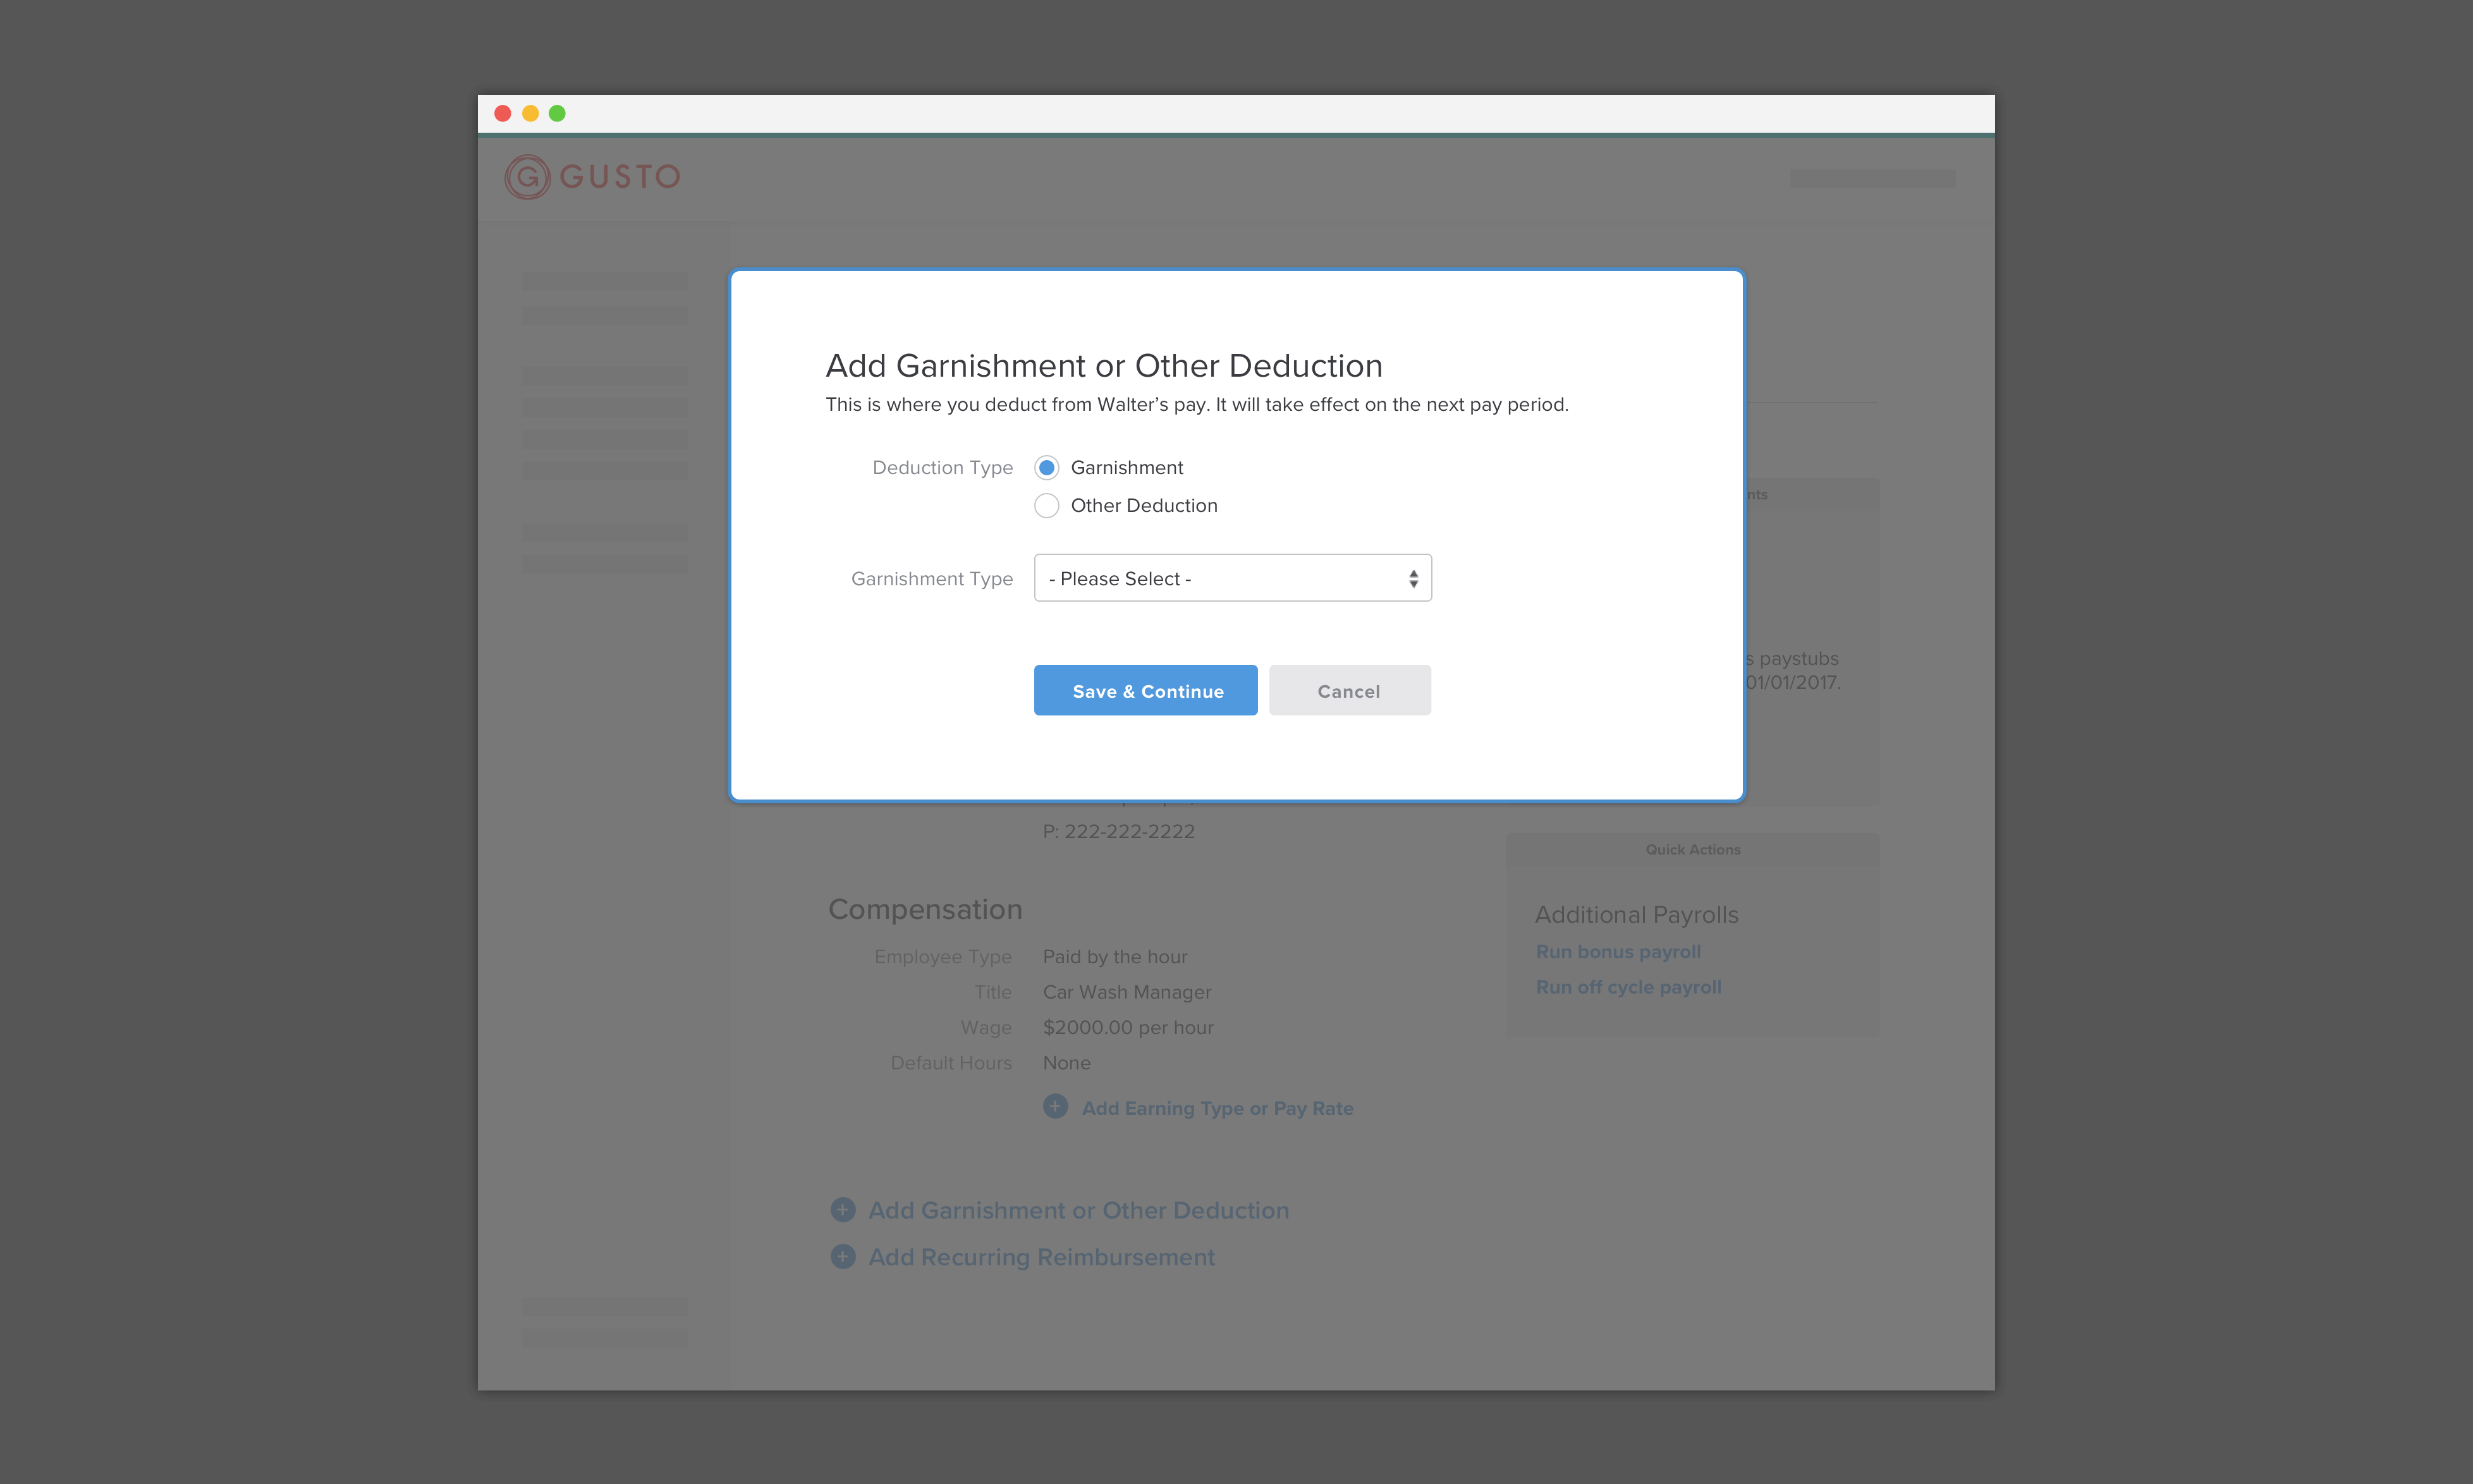 GUSTO
Add Garnishment or Other Deduction
This is where you deduct from Walter's pay. It will take effect on the next pay period.
Deduction Type
Garnishment
Other Deduction
Garnishment Type
- Please Select -
Save & Continue
Cancel
paystubs
01/01/2017.
P: 222-222-2222
Compensation
Employee Type Paid by the hour
Title Car Wash Manager
Wage $2000.00 per hour
Default Hours None
Add Earning Type or Pay Rate
Add Garnishment or Other Deduction
Add Recurring Reimbursement
Quick Actions
Additional Payrolls
Run bonus payroll
Run off cycle payroll